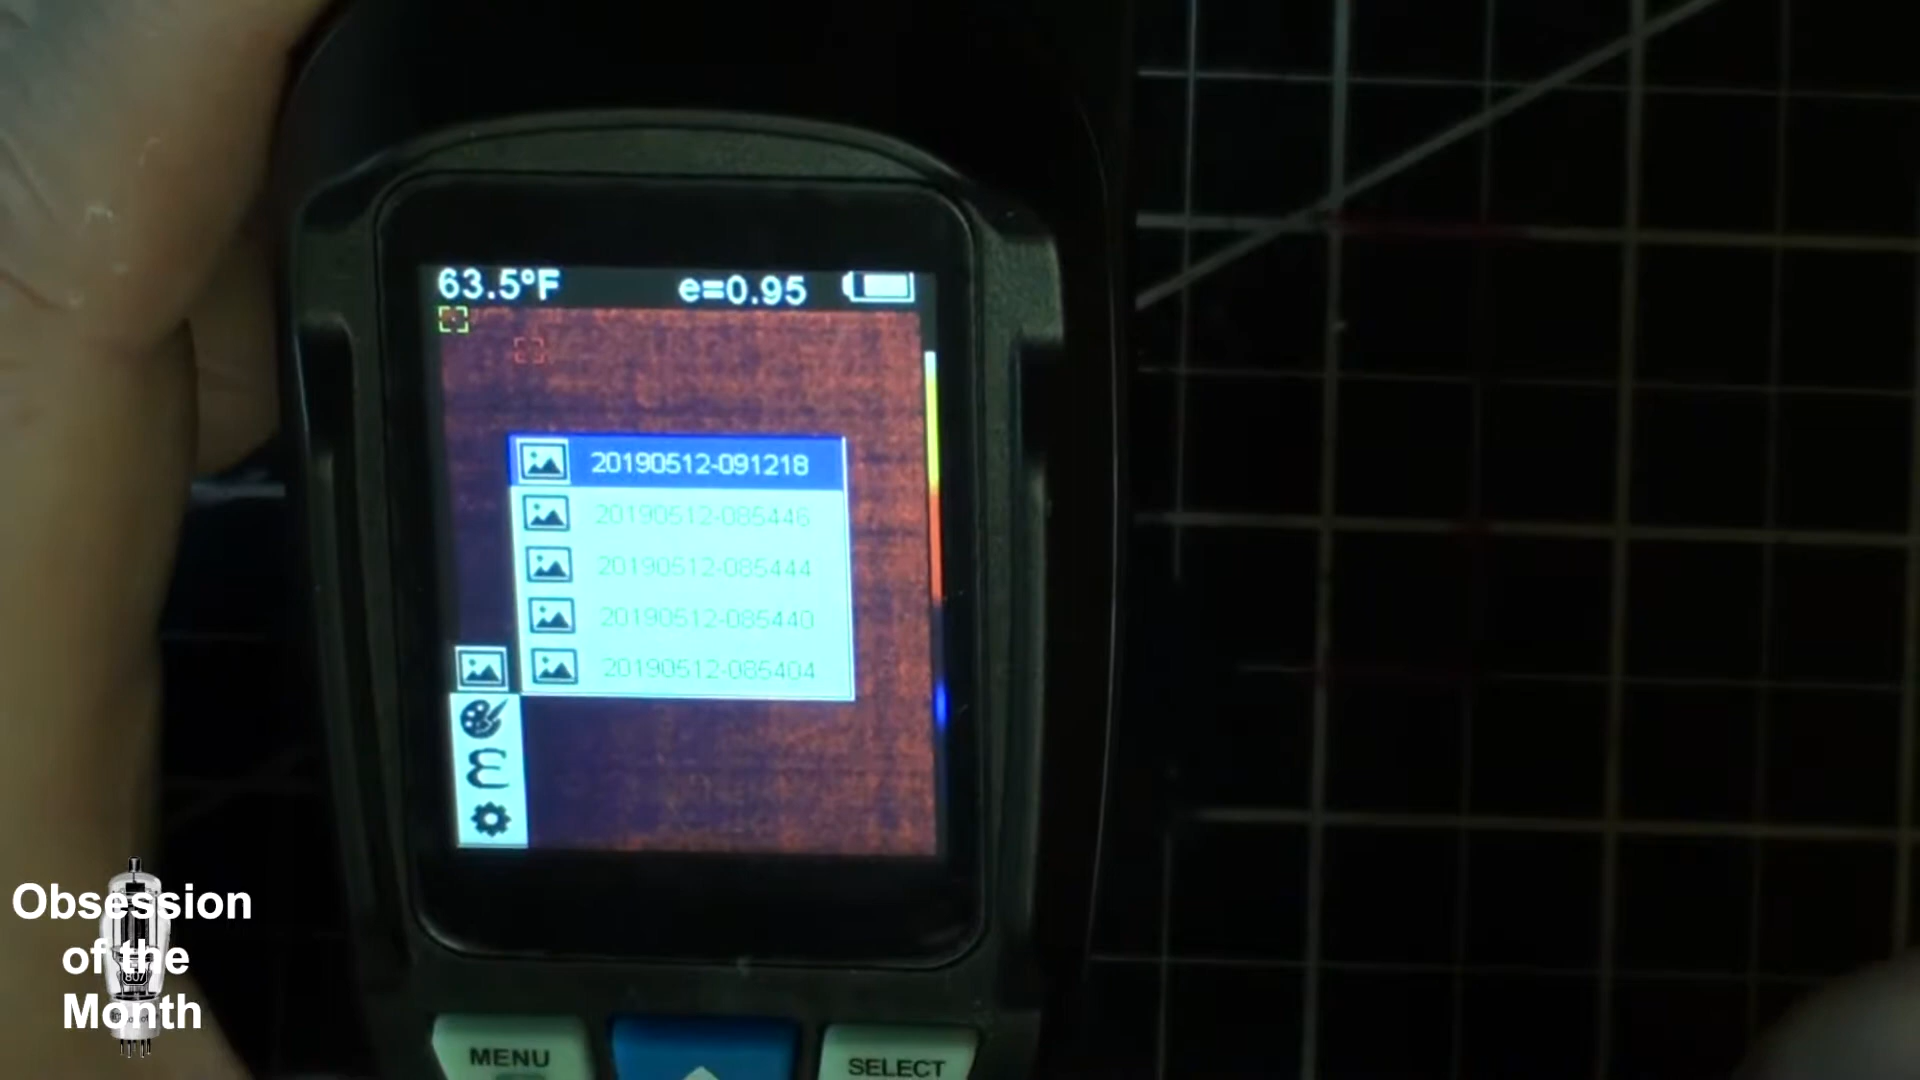 63.5°F e=0.95
20190512-091218
20190512-085446
20190512-085444
20190512-085440
20190512-085404
ε
MENU
SELECT
Obsession
of the
Month
807